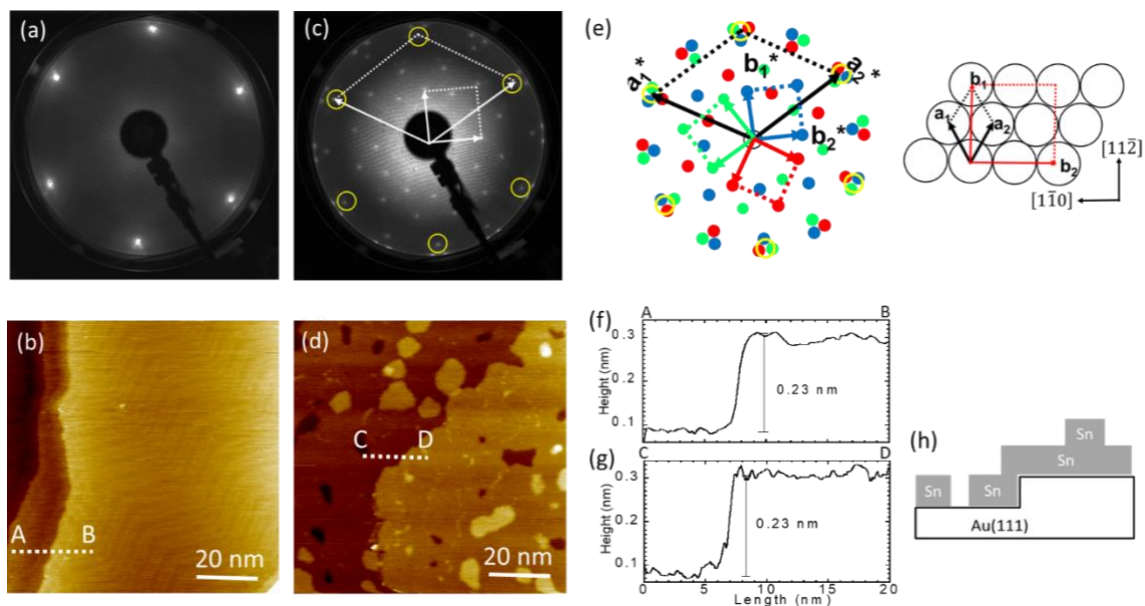 (a)
(c)
(e)
a₁*
b₁*
a₂*
b₂*
b₁
a₁
a₂
b₂
[112̄]
[11̄0]
(b)
A
B
20 nm
(d)
C
D
20 nm
(f)
A
B
Height (nm)
0.3
0.2
0.1
0.23 nm
(g)
C
D
Height (nm)
0.3
0.2
0.1
0.23 nm
0
5
10
15
20
Length (nm)
(h)
Sn
Sn
Sn
Sn
Au(111)